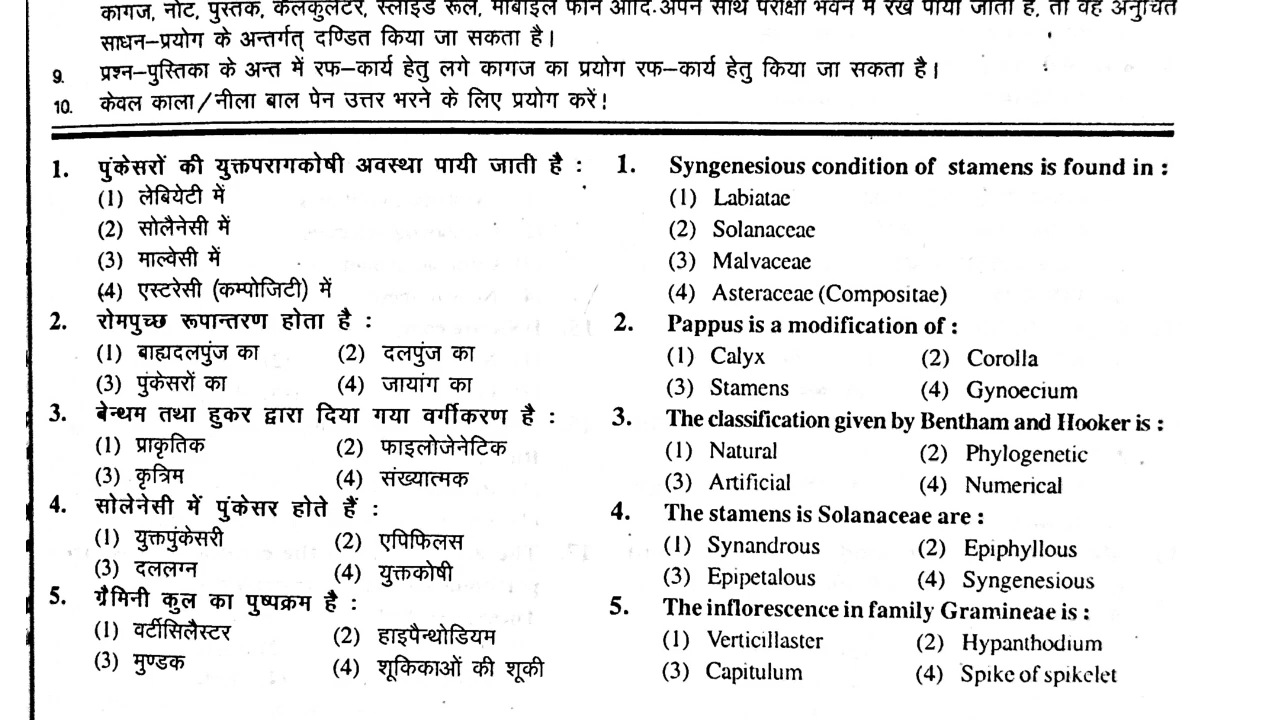 कागज, नोट, पुस्तक, कैलकुलेटर, स्लाइड रूल, मोबाइल फोन आदि अपने साथ परीक्षा भवन में रखे पाया जाता है, तो वह अनुचित
साधन–प्रयोग के अन्तर्गत् दण्डित किया जा सकता है।
9. प्रश्न–पुस्तिका के अन्त में रफ–कार्य हेतु लगे कागज का प्रयोग रफ–कार्य हेतु किया जा सकता है।
10. केवल काला/नीला बाल पेन उत्तर भरने के लिए प्रयोग करें!
1. पुंकेसरों की युक्तपरागकोषी अवस्था पायी जाती है :
(1) लेबियेटी में
(2) सोलैनेसी में
(3) माल्वेसी में
(4) एस्टरेसी (कम्पोजिटी) में
2. रोमपुच्छ रूपान्तरण होता है :
(1) बाह्यदलपुंज का (2) दलपुंज का
(3) पुंकेसरों का (4) जायांग का
3. बेन्थम तथा हुकर द्वारा दिया गया वर्गीकरण है :
(1) प्राकृतिक (2) फाइलोजेनेटिक
(3) कृत्रिम (4) संख्यात्मक
4. सोलेनेसी में पुंकेसर होते हैं :
(1) युक्तपुंकेसरी (2) एपिफिलस
(3) दललग्न (4) युक्तकोषी
5. ग्रैमिनी कुल का पुष्पक्रम है :
(1) वर्टीसिलैस्टर (2) हाइपैन्थोडियम
(3) मुण्डक (4) शूकिकाओं की शूकी
1. Syngenesious condition of stamens is found in :
(1) Labiatae
(2) Solanaceae
(3) Malvaceae
(4) Asteraceae (Compositae)
2. Pappus is a modification of :
(1) Calyx (2) Corolla
(3) Stamens (4) Gynoecium
3. The classification given by Bentham and Hooker is :
(1) Natural (2) Phylogenetic
(3) Artificial (4) Numerical
4. The stamens is Solanaceae are :
(1) Synandrous (2) Epiphyllous
(3) Epipetalous (4) Syngenesious
5. The inflorescence in family Gramineae is :
(1) Verticillaster (2) Hypanthodium
(3) Capitulum (4) Spike of spikelet